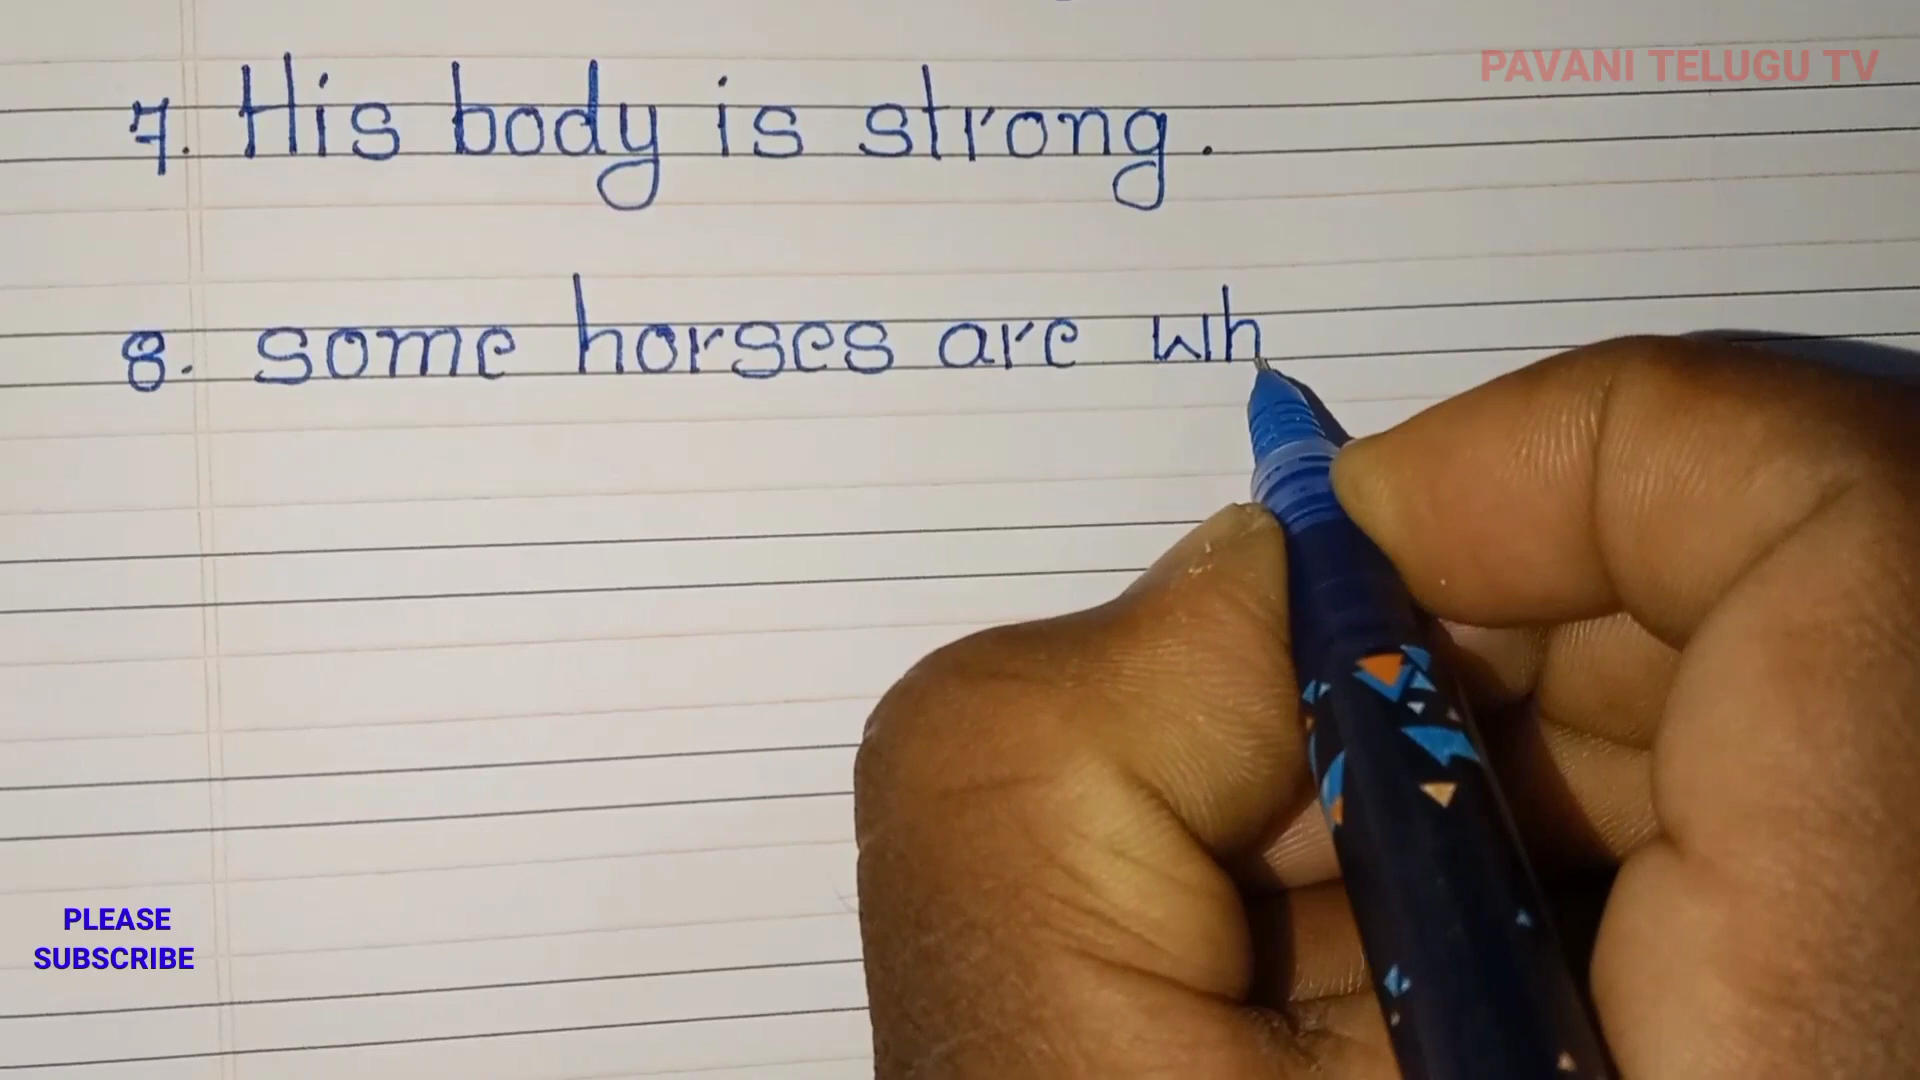 PAVANI TELUGU TV
7. His body is strong.
8. some horses are wh
PLEASE
SUBSCRIBE